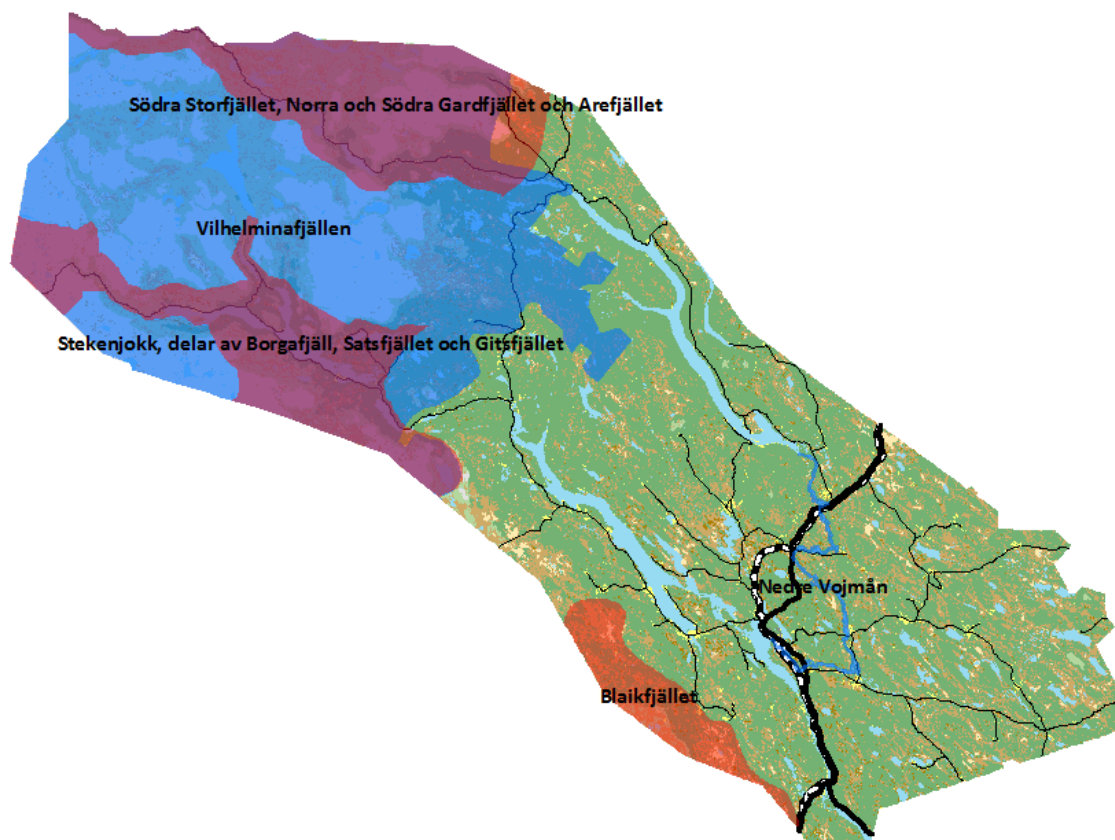 Södra Storfjället, Norra och Södra Gardfjället och Arefjället
Vilhelminafjällen
Stekenjokk, delar av Borgafjäll, Satsfjället och Gitsfjället
Nedre Vojmån
Blaikfjället